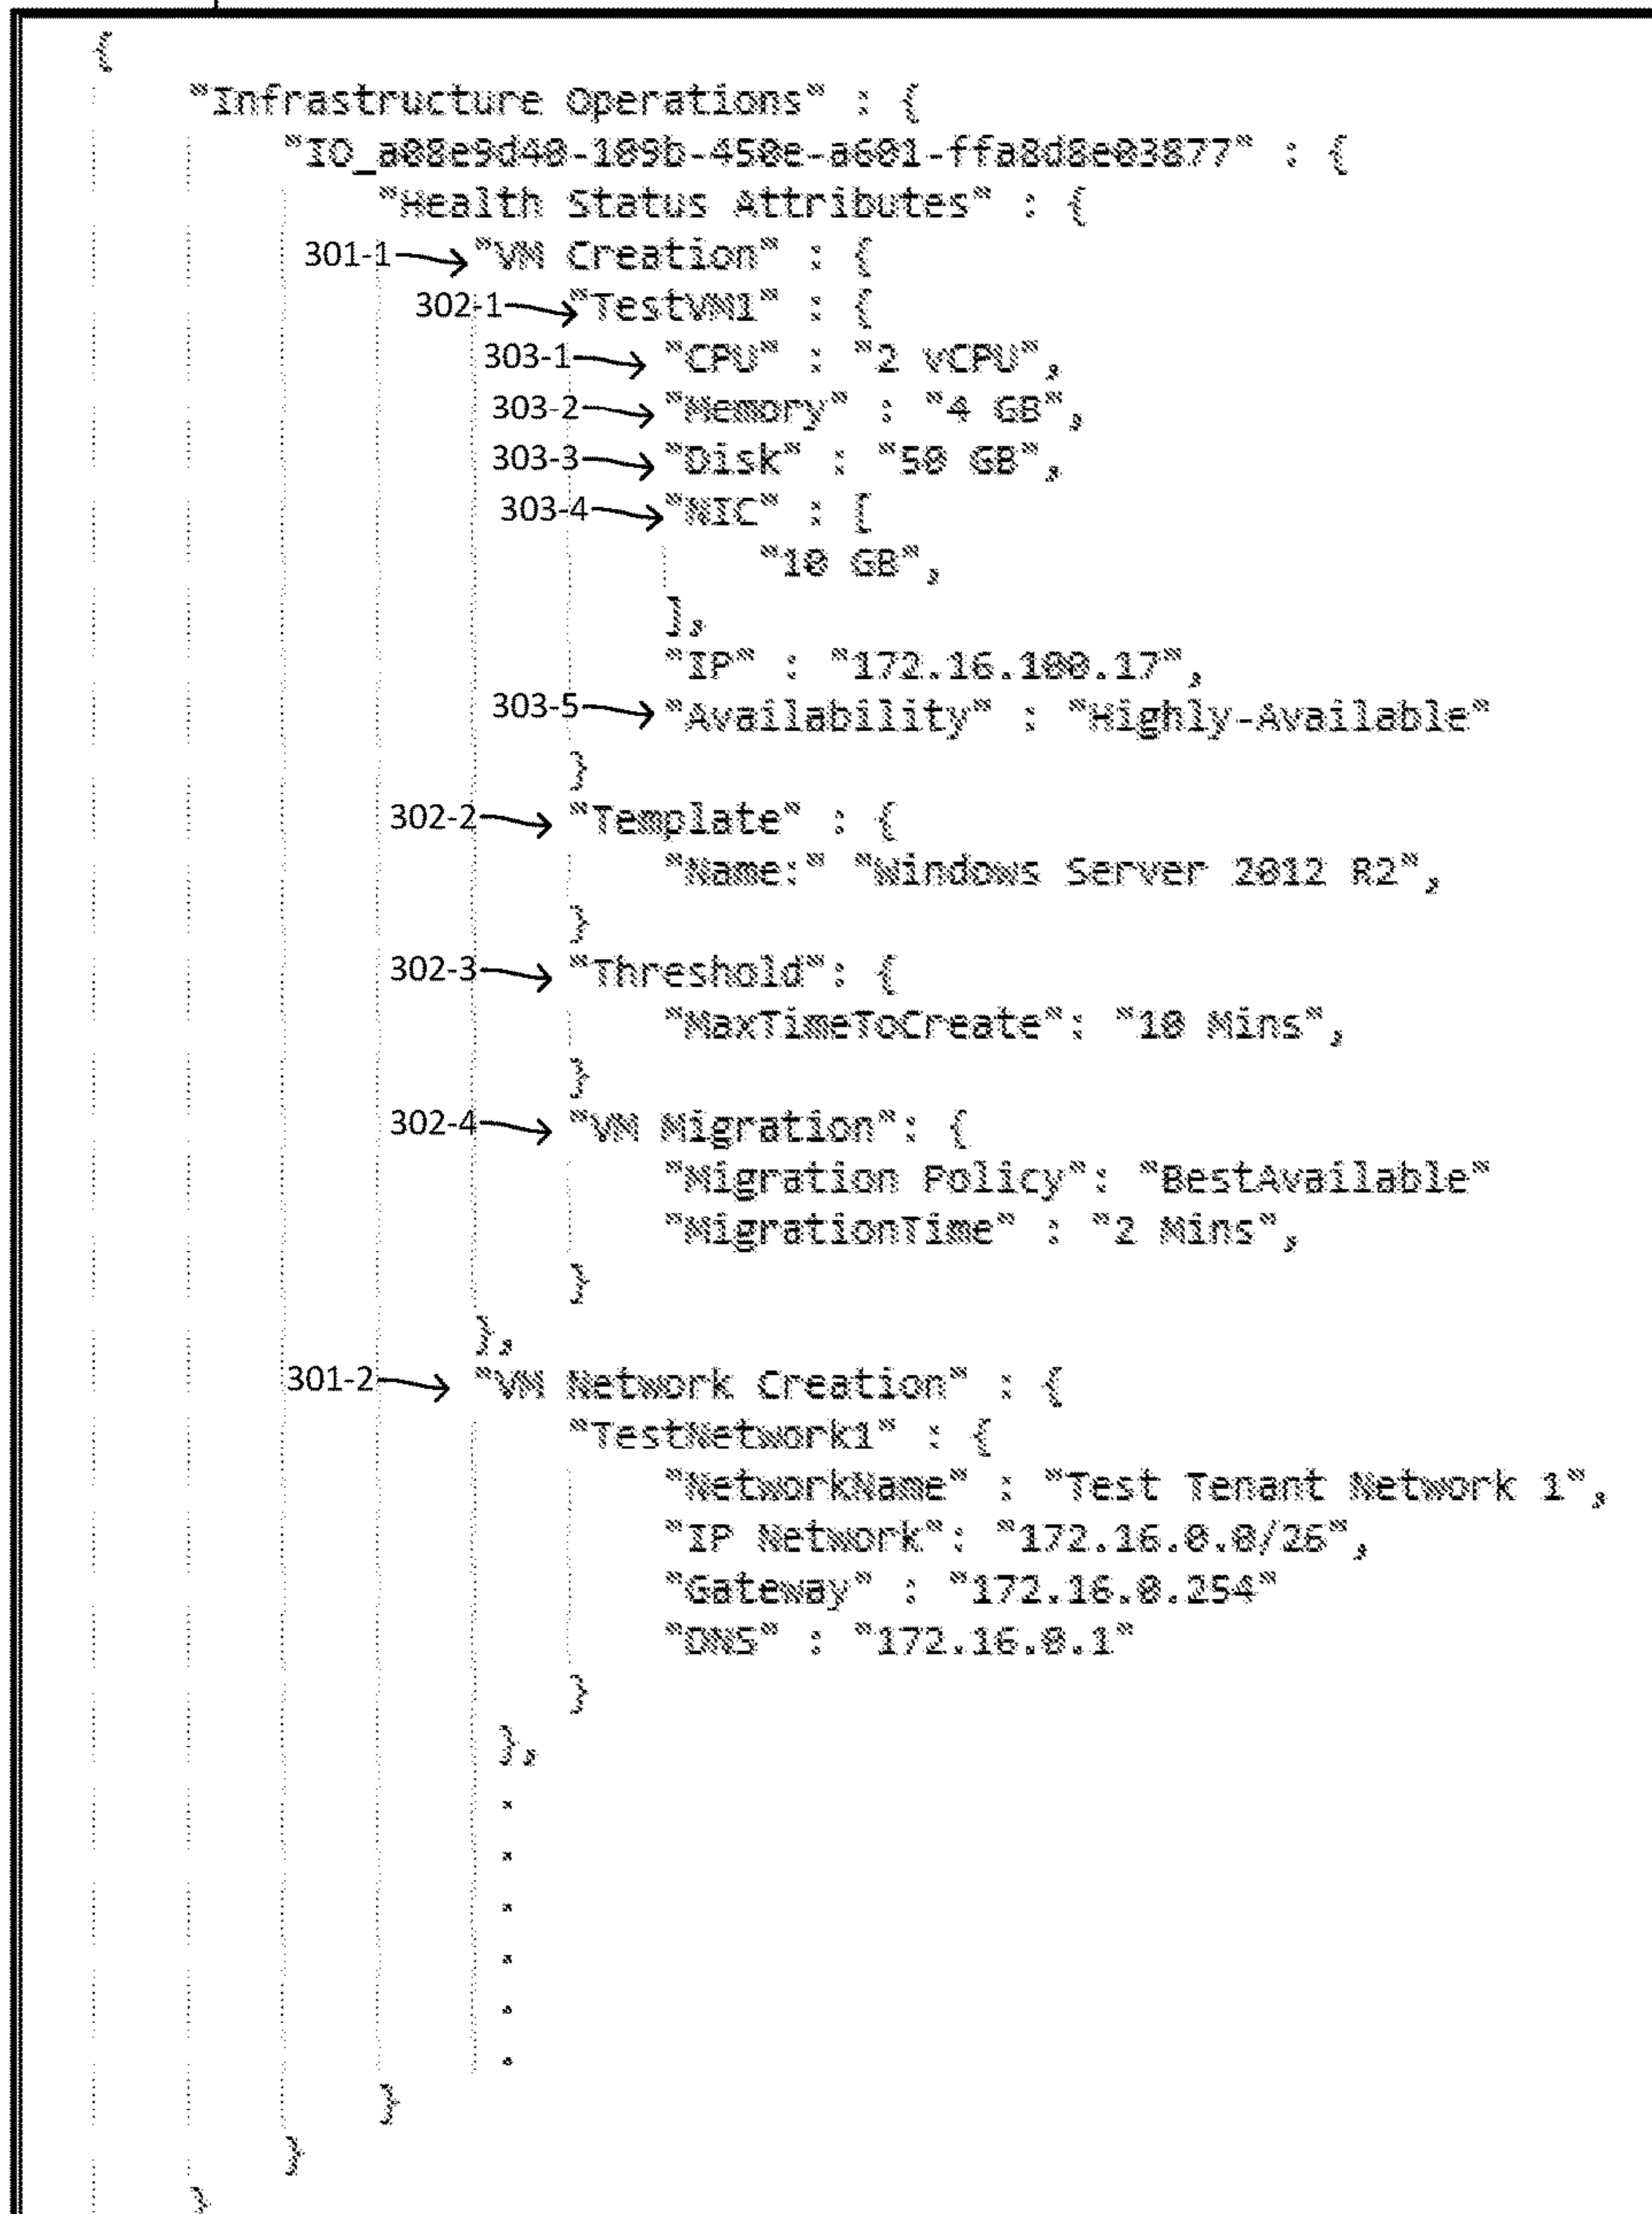 {
"Infrastructure Operations" : {
"IO_a08e9d40-109b-450e-a601-ffa8d8e03877" : {
"Health Status Attributes" : {
301-1 "VM Creation" : {
302-1 "TestVM1" : {
303-1 "CPU" : "2 vCPU",
303-2 "Memory" : "4 GB",
303-3 "Disk" : "50 GB",
303-4 "NIC" : [
"10 GB",
],
"IP" : "172.16.100.17",
303-5 "Availability" : "Highly-Available"
}
302-2 "Template" : {
"Name:" "Windows Server 2012 R2",
}
302-3 "Threshold": {
"MaxTimeToCreate": "10 Mins",
}
302-4 "VM Migration": {
"Migration Policy": "BestAvailable"
"MigrationTime" : "2 Mins",
}
},
301-2 "VM Network Creation" : {
"TestNetwork1" : {
"NetworkName" : "Test Tenant Network 1",
"IP Network": "172.16.0.0/26",
"Gateway" : "172.16.0.254"
"DNS" : "172.16.0.1"
}
},
.
.
.
.
.
.
}
}
}